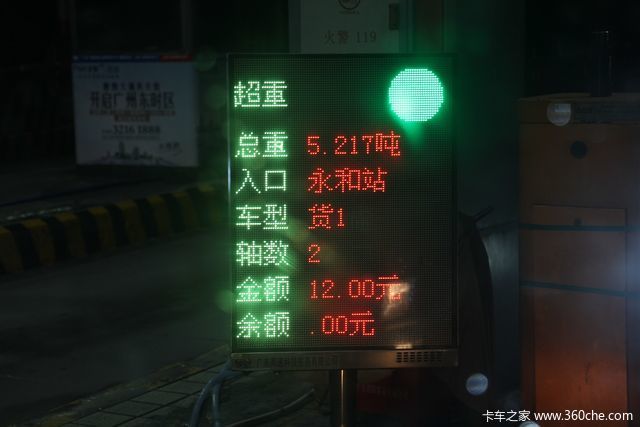 火警 119
开启广州东时区
3216 1888
超重
总重 5.217吨
入口 永和站
车型 货1
轴数 2
金额 12.00元
余额 .00元
卡车之家 www.360che.com